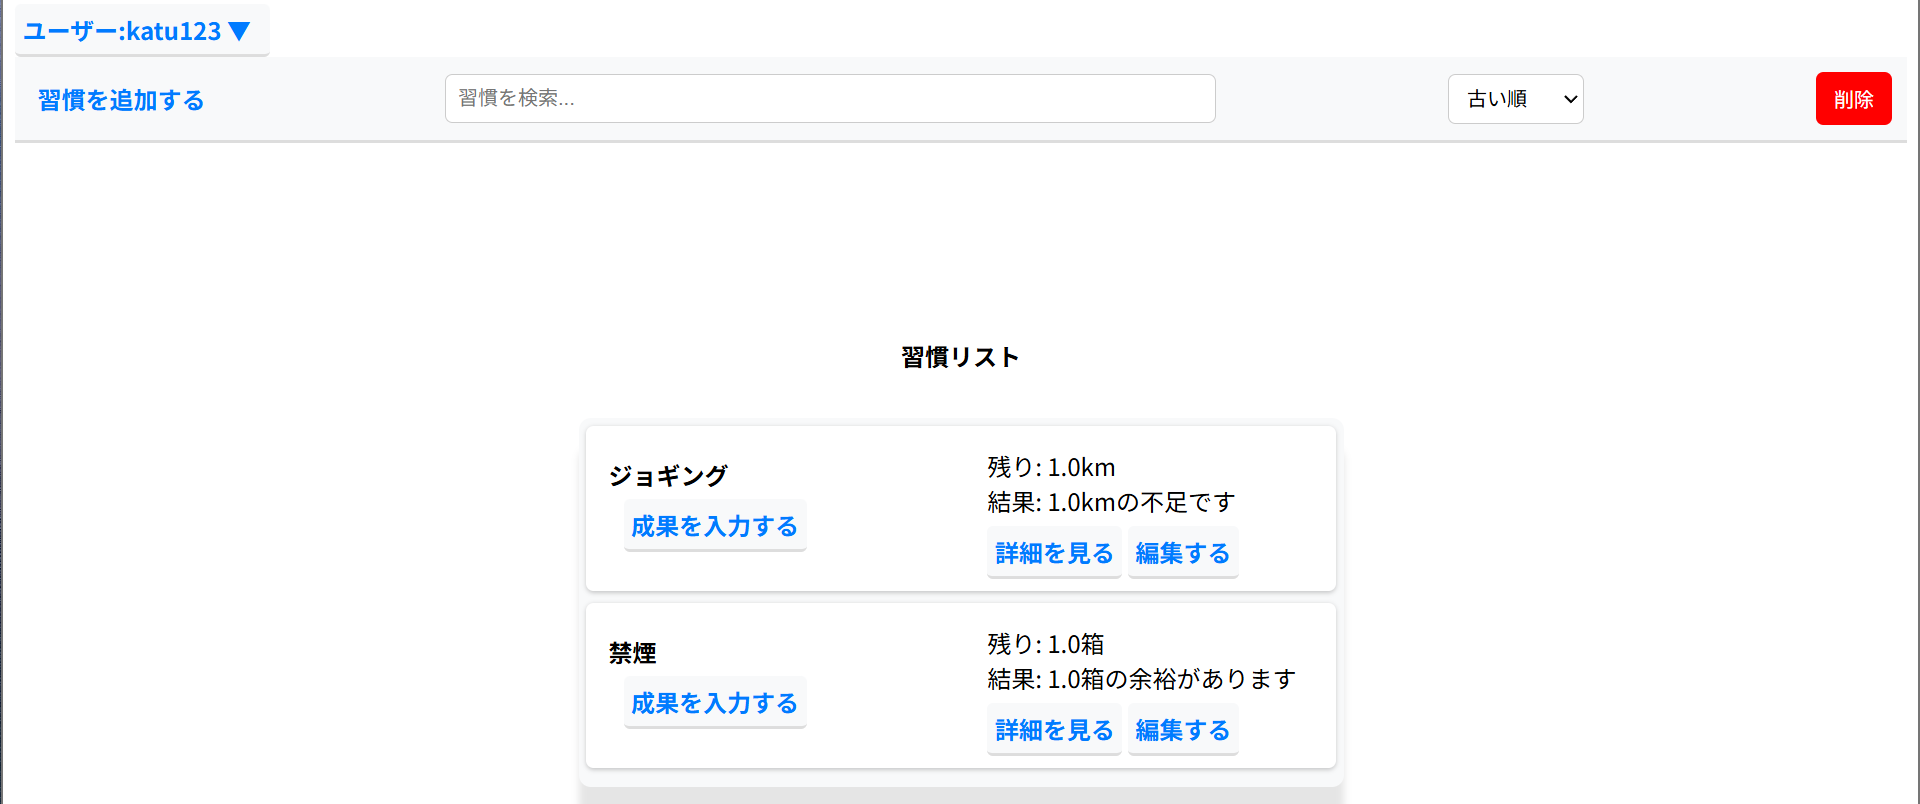 ユーザー:katu123 ▼
習慣を追加する
習慣を検索...
古い順
削除
習慣リスト
ジョギング
成果を入力する
残り: 1.0km
結果: 1.0kmの不足です
詳細を見る 編集する
禁煙
成果を入力する
残り: 1.0箱
結果: 1.0箱の余裕があります
詳細を見る 編集する